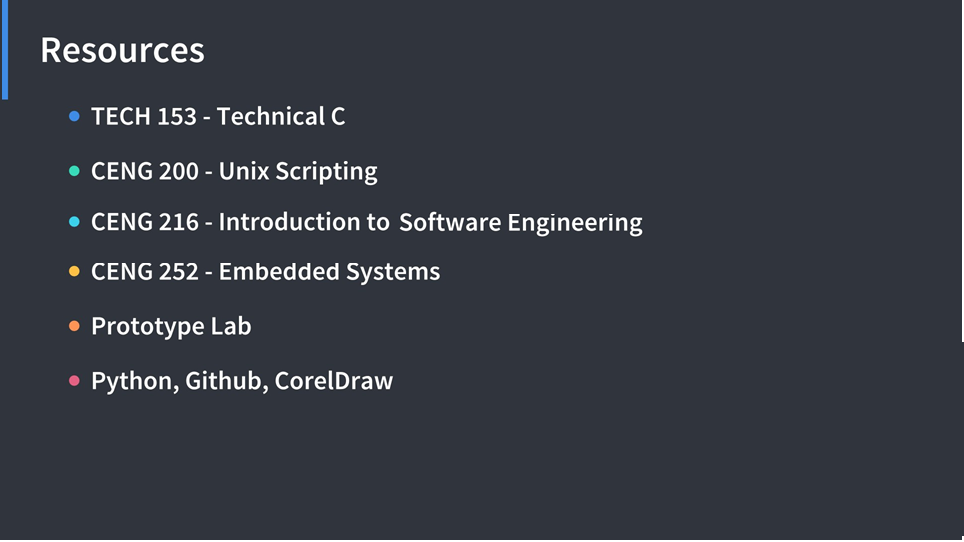 Resources
TECH 153 - Technical C
CENG 200 - Unix Scripting
CENG 216 - Introduction to Software Engineering
CENG 252 - Embedded Systems
Prototype Lab
Python, Github, CorelDraw